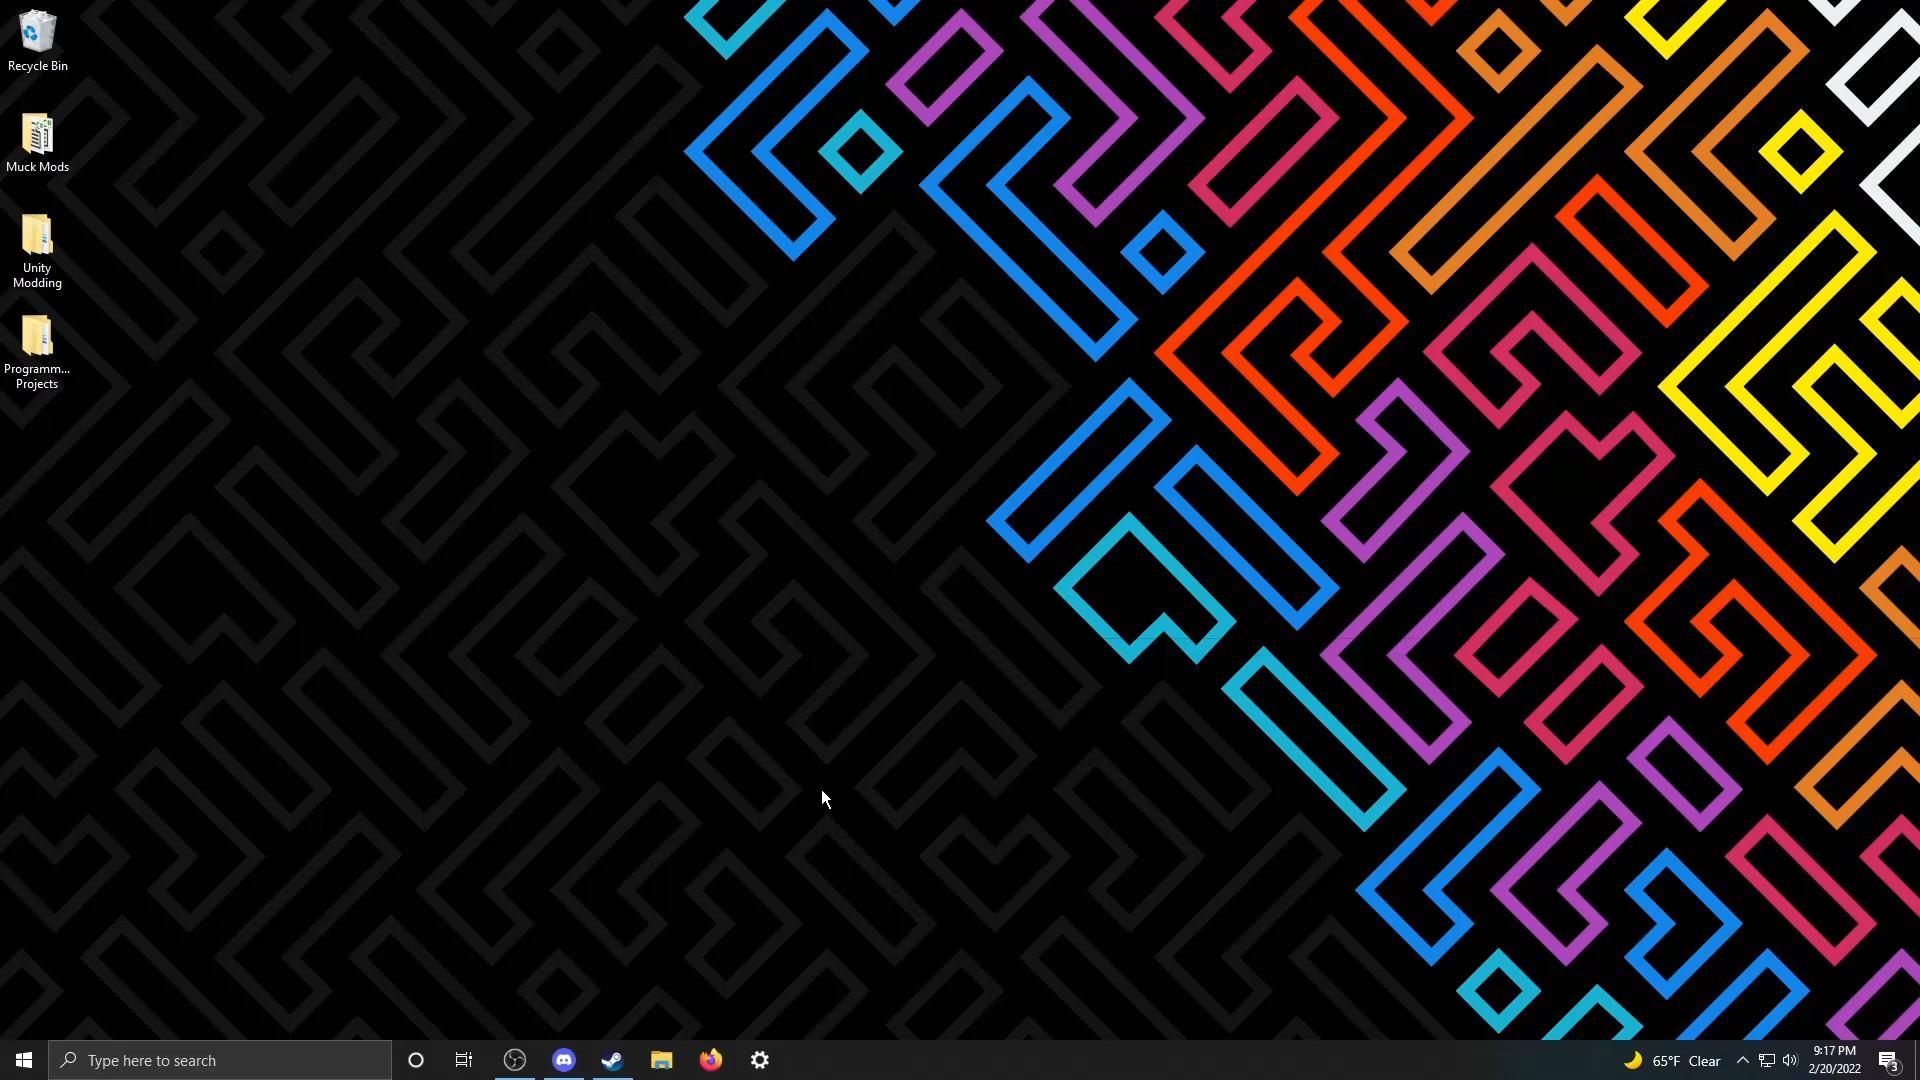 Recycle Bin
Muck Mods
Unity
Modding
Programm...
Projects
Type here to search
65°F Clear
9:17 PM
2/20/2022
3